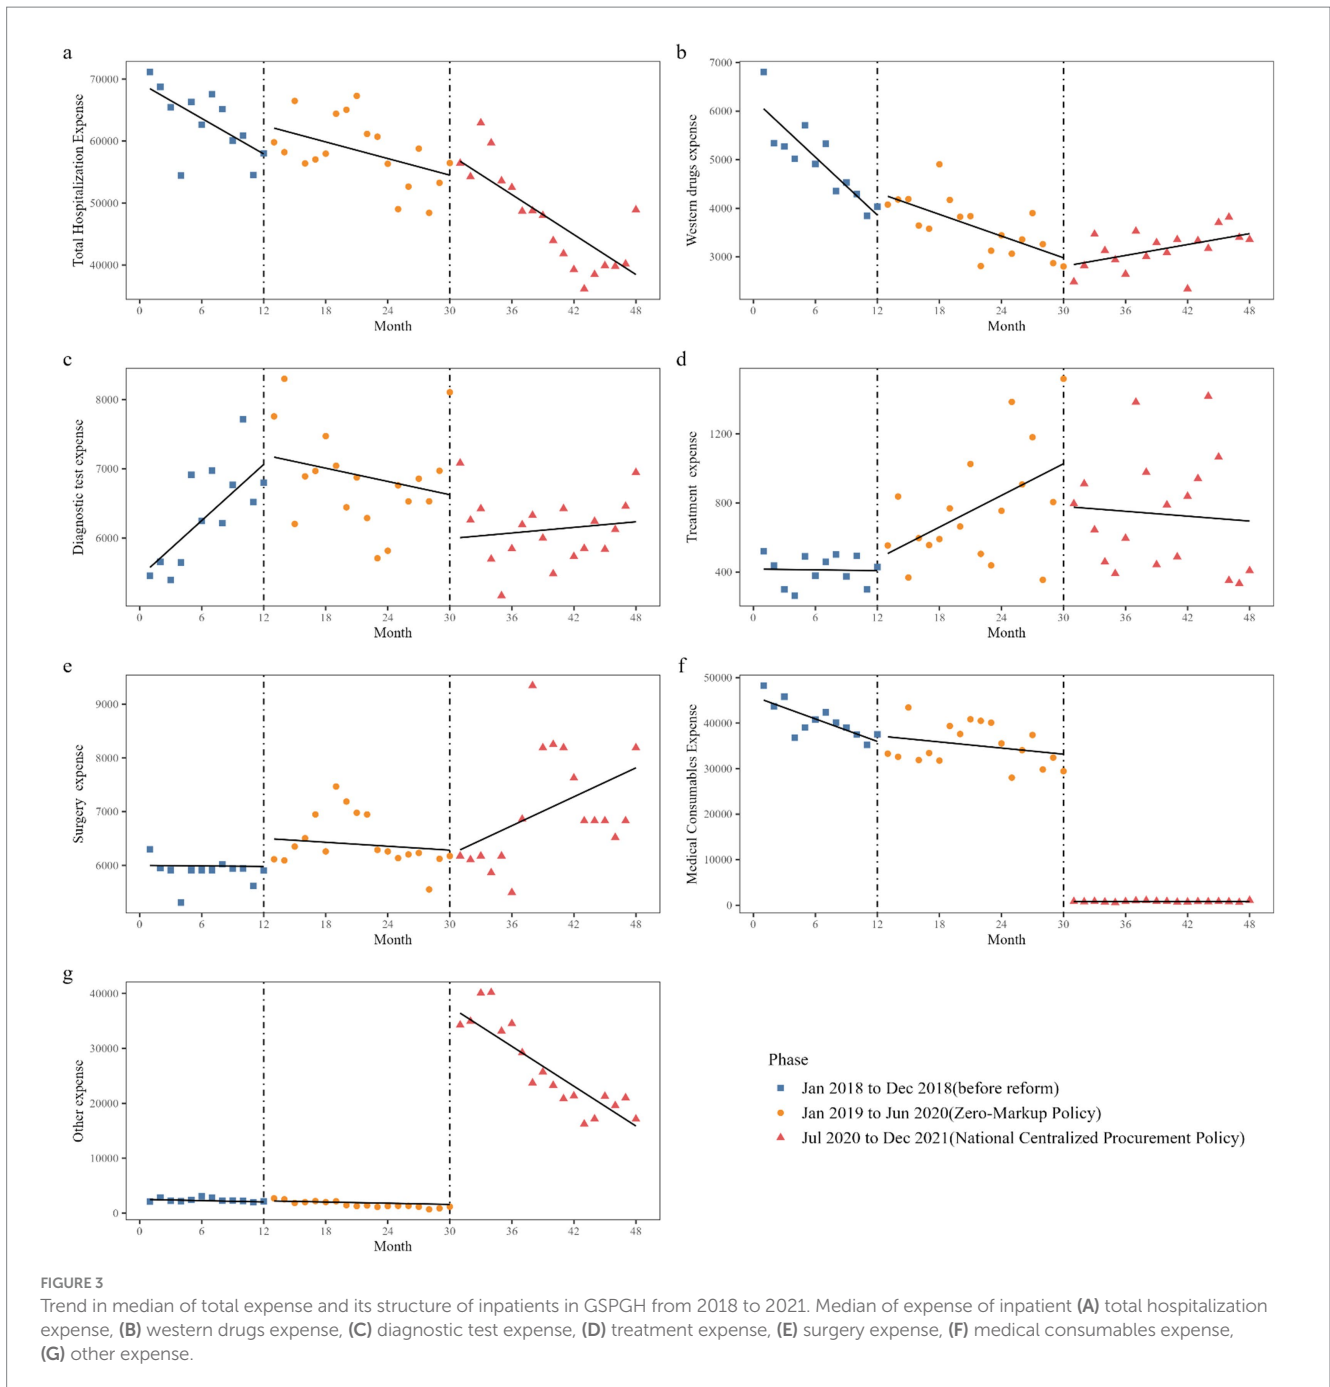 a
Total Hospitalization Expense
70000
60000
50000
40000
0 6 12 18 24 30 36 42 48
Month
b
Western drugs expense
7000
6000
5000
4000
3000
0 6 12 18 24 30 36 42 48
Month
c
Diagnostic test expense
8000
7000
6000
0 6 12 18 24 30 36 42 48
Month
d
Treatment expense
1200
800
400
0 6 12 18 24 30 36 42 48
Month
e
Surgery expense
9000
8000
7000
6000
0 6 12 18 24 30 36 42 48
Month
f
Medical Consumables Expense
50000
40000
30000
20000
10000
0
0 6 12 18 24 30 36 42 48
Month
g
Other expense
40000
30000
20000
10000
0
0 6 12 18 24 30 36 42 48
Month
Phase
Jan 2018 to Dec 2018(before reform)
Jan 2019 to Jun 2020(Zero-Markup Policy)
Jul 2020 to Dec 2021(National Centralized Procurement Policy)
FIGURE 3
Trend in median of total expense and its structure of inpatients in GSPGH from 2018 to 2021. Median of expense of inpatient (A) total hospitalization
expense, (B) western drugs expense, (C) diagnostic test expense, (D) treatment expense, (E) surgery expense, (F) medical consumables expense,
(G) other expense.